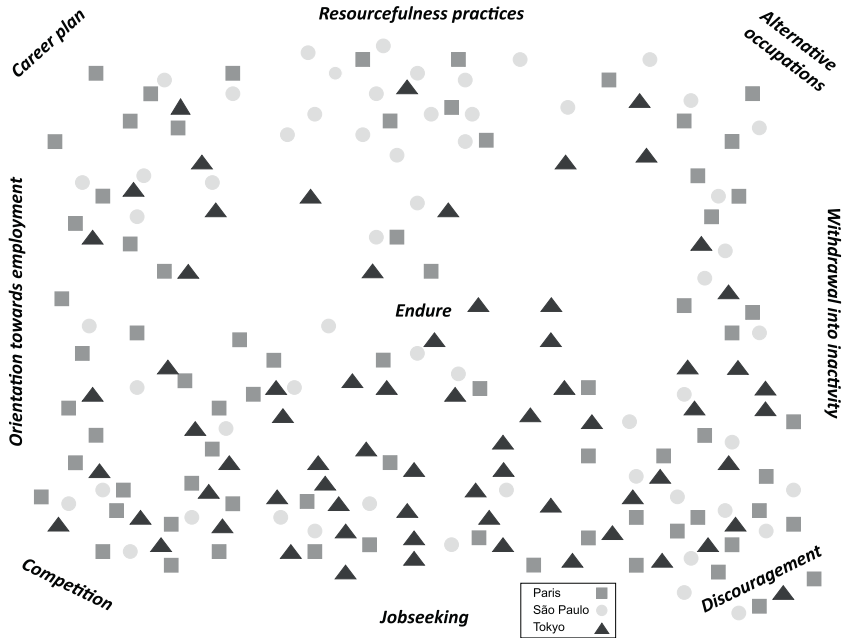 Resourcefulness practices
Career plan
Alternative
occupations
Orientation towards employment
Withdrawal into inactivity
Endure
Competition
Discouragement
Jobseeking
Paris
São Paulo
Tokyo